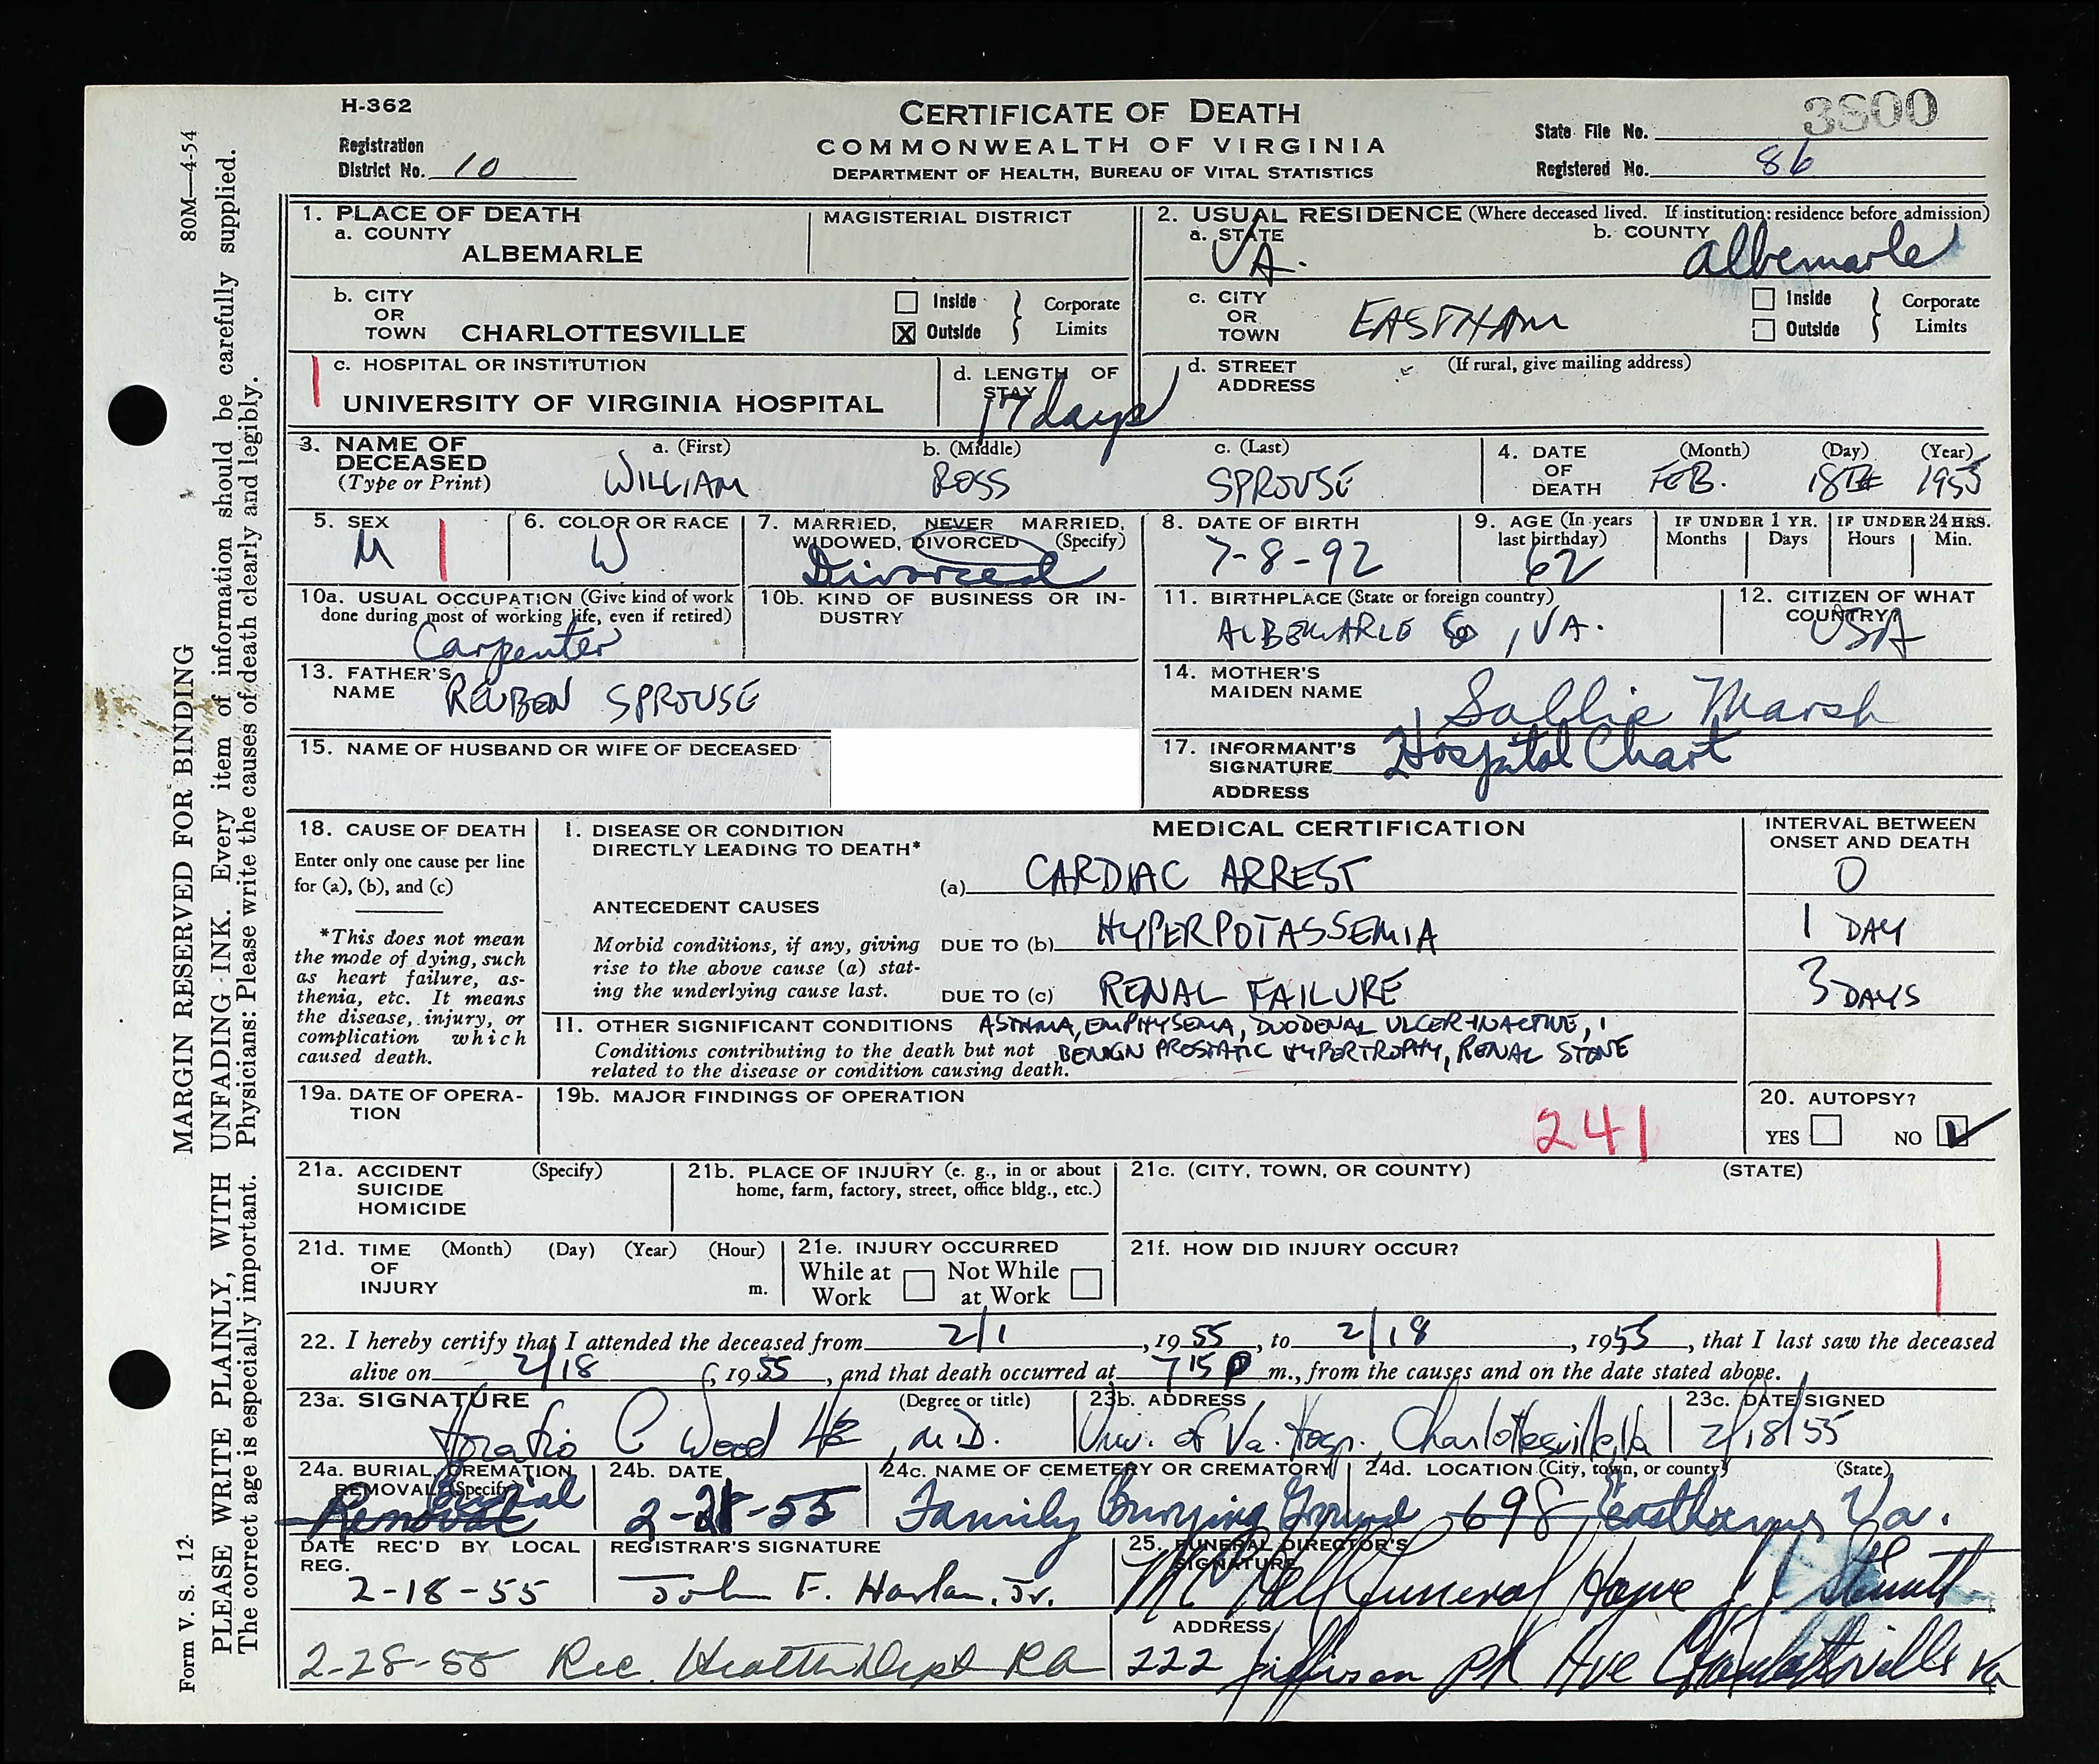 H-362
CERTIFICATE OF DEATH
3800
COMMONWEALTH OF VIRGINIA
DEPARTMENT OF HEALTH, BUREAU OF VITAL STATISTICS
Registration
District No. 10
State File No.
Registered No. 86
1. PLACE OF DEATH
a. COUNTY
ALBEMARLE
MAGISTERIAL DISTRICT
2. USUAL RESIDENCE (Where deceased lived. If institution: residence before admission)
a. STATE VA.
b. COUNTY Albemarle
b. CITY OR TOWN CHARLOTTESVILLE
Inside
X Outside
Corporate Limits
c. CITY OR TOWN EASTHAM
Inside
Outside
Corporate Limits
c. HOSPITAL OR INSTITUTION
UNIVERSITY OF VIRGINIA HOSPITAL
d. LENGTH OF STAY 17 days
d. STREET ADDRESS (If rural, give mailing address)
3. NAME OF DECEASED (Type or Print)
a. (First) WILLIAM
b. (Middle) ROSS
c. (Last) SPROUSE
4. DATE OF DEATH (Month) (Day) (Year)
FEB. 18TH 1955
5. SEX M
6. COLOR OR RACE W
7. MARRIED, NEVER MARRIED, WIDOWED, DIVORCED (Specify)
Divorced
8. DATE OF BIRTH 7-8-92
9. AGE (In years last birthday) 62
IF UNDER 1 YR. Months Days
IF UNDER 24 HRS. Hours Min.
10a. USUAL OCCUPATION (Give kind of work done during most of working life, even if retired)
Carpenter
10b. KIND OF BUSINESS OR INDUSTRY
11. BIRTHPLACE (State or foreign country)
ALBEMARLE Co, VA.
12. CITIZEN OF WHAT COUNTRY?
USA
13. FATHER'S NAME REUBEN SPROUSE
14. MOTHER'S MAIDEN NAME Sallie Marsh
15. NAME OF HUSBAND OR WIFE OF DECEASED
17. INFORMANT'S SIGNATURE Hospital Chart
ADDRESS
18. CAUSE OF DEATH
Enter only one cause per line for (a), (b), and (c)
*This does not mean the mode of dying, such as heart failure, asthenia, etc. It means the disease, injury, or complication which caused death.
MEDICAL CERTIFICATION
INTERVAL BETWEEN ONSET AND DEATH
I. DISEASE OR CONDITION DIRECTLY LEADING TO DEATH*
(a) CARDIAC ARREST 0
ANTECEDENT CAUSES
Morbid conditions, if any, giving rise to the above cause (a) stating the underlying cause last.
DUE TO (b) HYPERPOTASSEMIA 1 DAY
DUE TO (c) RENAL FAILURE 3 DAYS
II. OTHER SIGNIFICANT CONDITIONS
Conditions contributing to the death but not related to the disease or condition causing death.
ASTHMA, EMPHYSEMA, DUODENAL ULCER-INACTIVE,
BENIGN PROSTATIC HYPERTROPHY, RENAL STONE
19a. DATE OF OPERATION
19b. MAJOR FINDINGS OF OPERATION
241
20. AUTOPSY?
YES NO
21a. ACCIDENT SUICIDE HOMICIDE (Specify)
21b. PLACE OF INJURY (e. g., in or about home, farm, factory, street, office bldg., etc.)
21c. (CITY, TOWN, OR COUNTY) (STATE)
21d. TIME OF INJURY (Month) (Day) (Year) (Hour) m.
21e. INJURY OCCURRED
While at Work Not While at Work
21f. HOW DID INJURY OCCUR?
22. I hereby certify that I attended the deceased from 2/1, 1955, to 2/18, 1955, that I last saw the deceased
alive on 2/18, 1955, and that death occurred at 715 P m., from the causes and on the date stated above.
23a. SIGNATURE (Degree or title)
Horatio C Wood, M.D.
23b. ADDRESS
Univ. of Va. Hosp., Charlottesville, Va
23c. DATE SIGNED
2/18/55
24a. BURIAL, CREMATION REMOVAL (Specify)
Burial
Removal
24b. DATE
2-21-55
24c. NAME OF CEMETERY OR CREMATORY
Family Burying Ground
24d. LOCATION (City, town, or county) (State)
698 Eastham Va.
DATE REC'D BY LOCAL REG.
2-18-55
REGISTRAR'S SIGNATURE
John F. Harlan, Jr.
25. FUNERAL DIRECTOR'S SIGNATURE
Funeral Home
2-28-55 Rec. Health Dept RA
ADDRESS
222 Jefferson Pk Ave Charlottesville Va
Form V. S. 12.
MARGIN RESERVED FOR BINDING
80M—4-54
PLEASE WRITE PLAINLY, WITH UNFADING INK. Every item of information should be carefully supplied.
The correct age is especially important. Physicians: Please write the causes of death clearly and legibly.